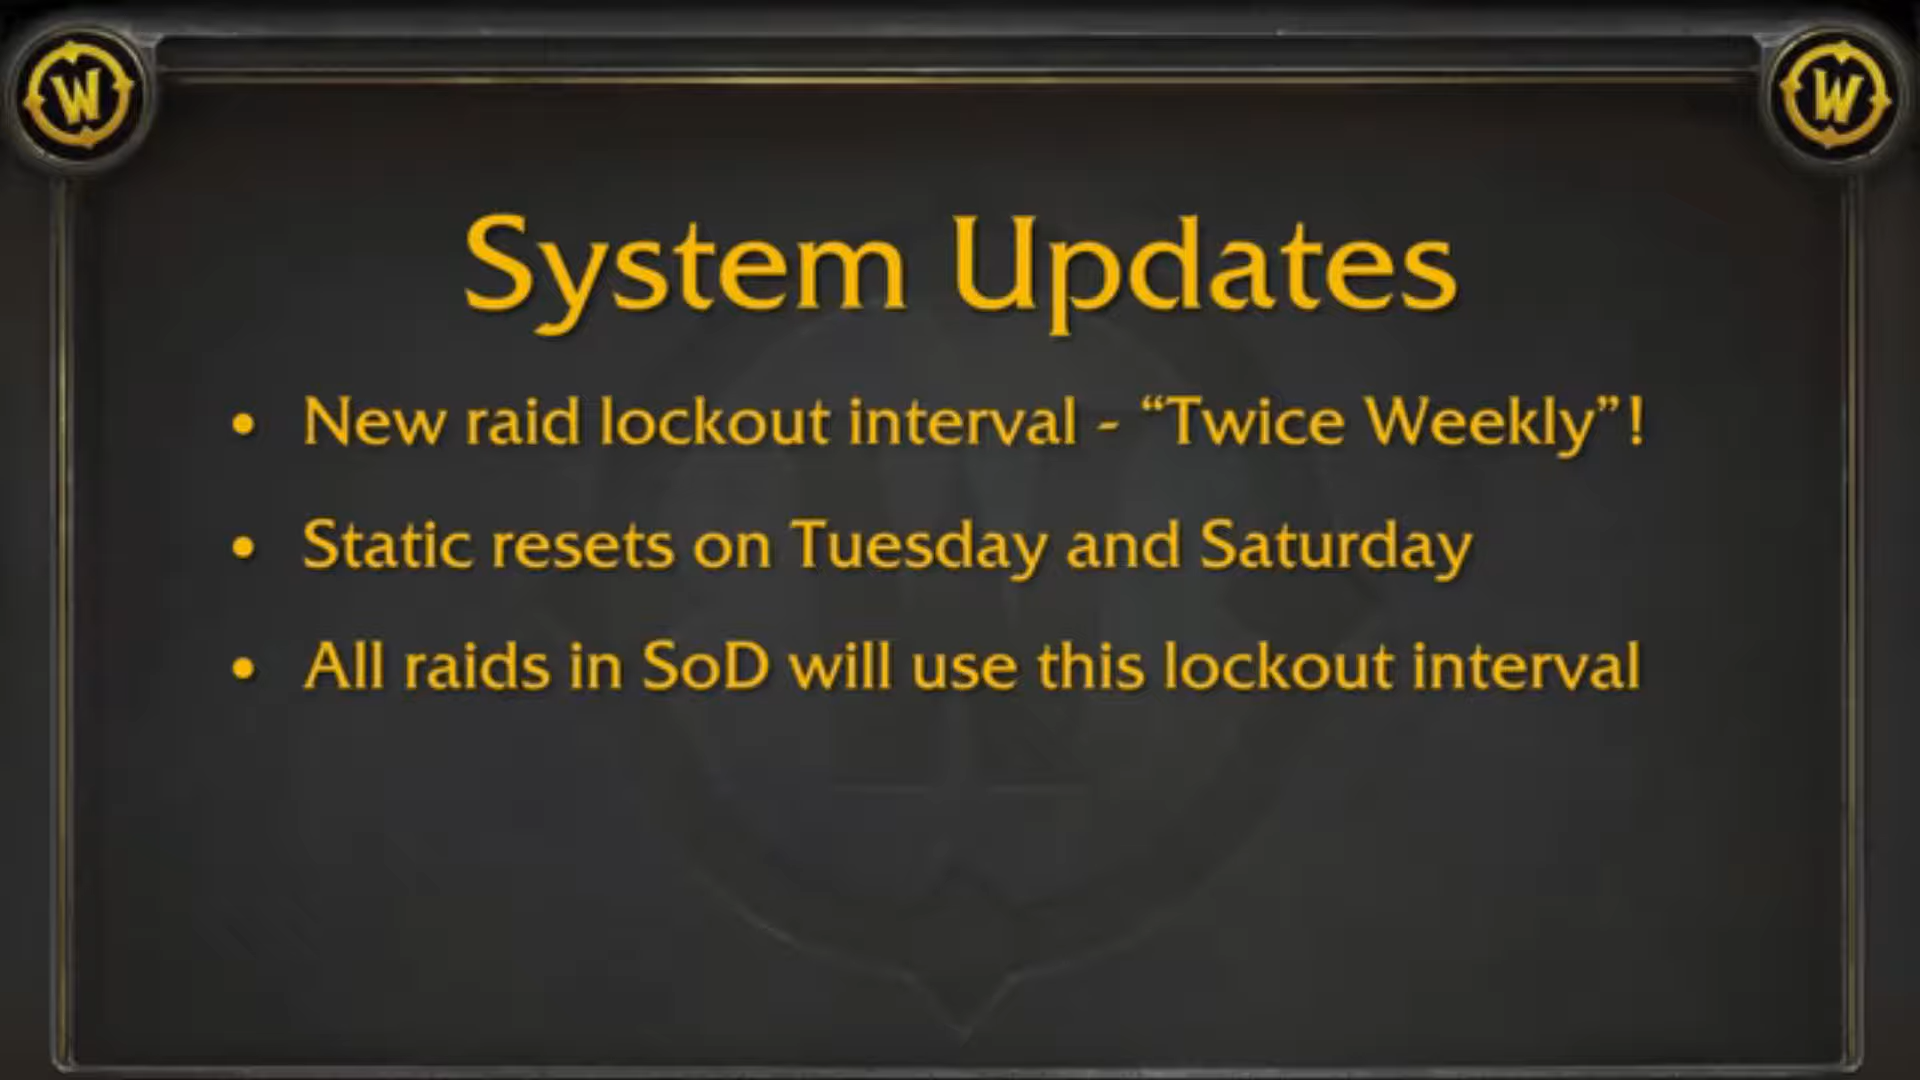 System Updates
• New raid lockout interval - “Twice Weekly”!
• Static resets on Tuesday and Saturday
• All raids in SoD will use this lockout interval